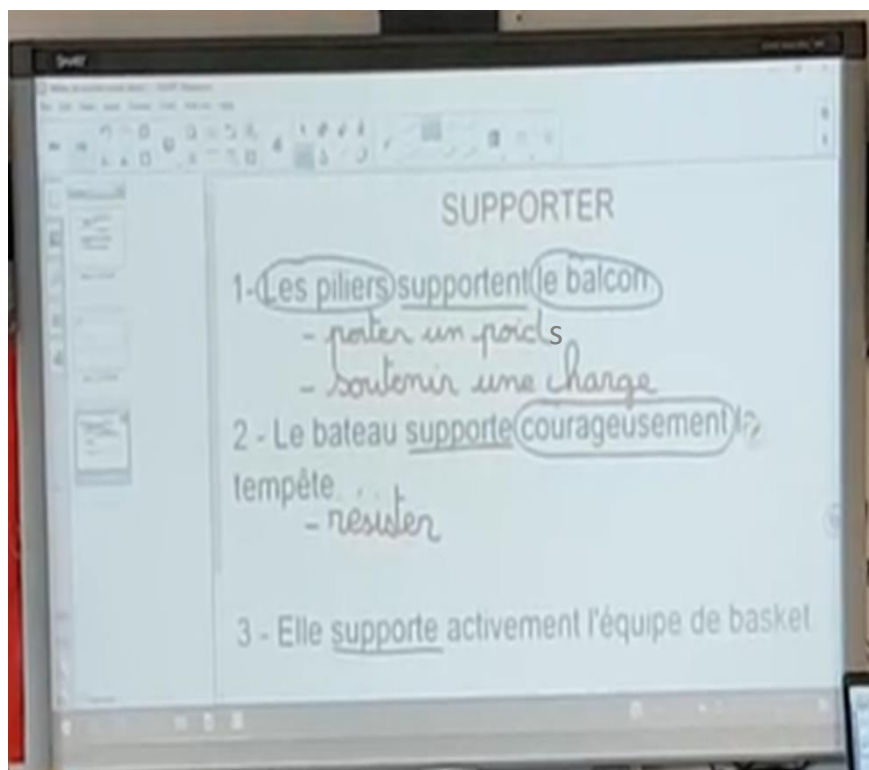 SMART
SUPPORTER
1-Les piliers supportent le balcon
- porter un poids
- soutenir une charge
2 - Le bateau supporte courageusement la
tempête
- résister
3 - Elle supporte activement l'équipe de basket